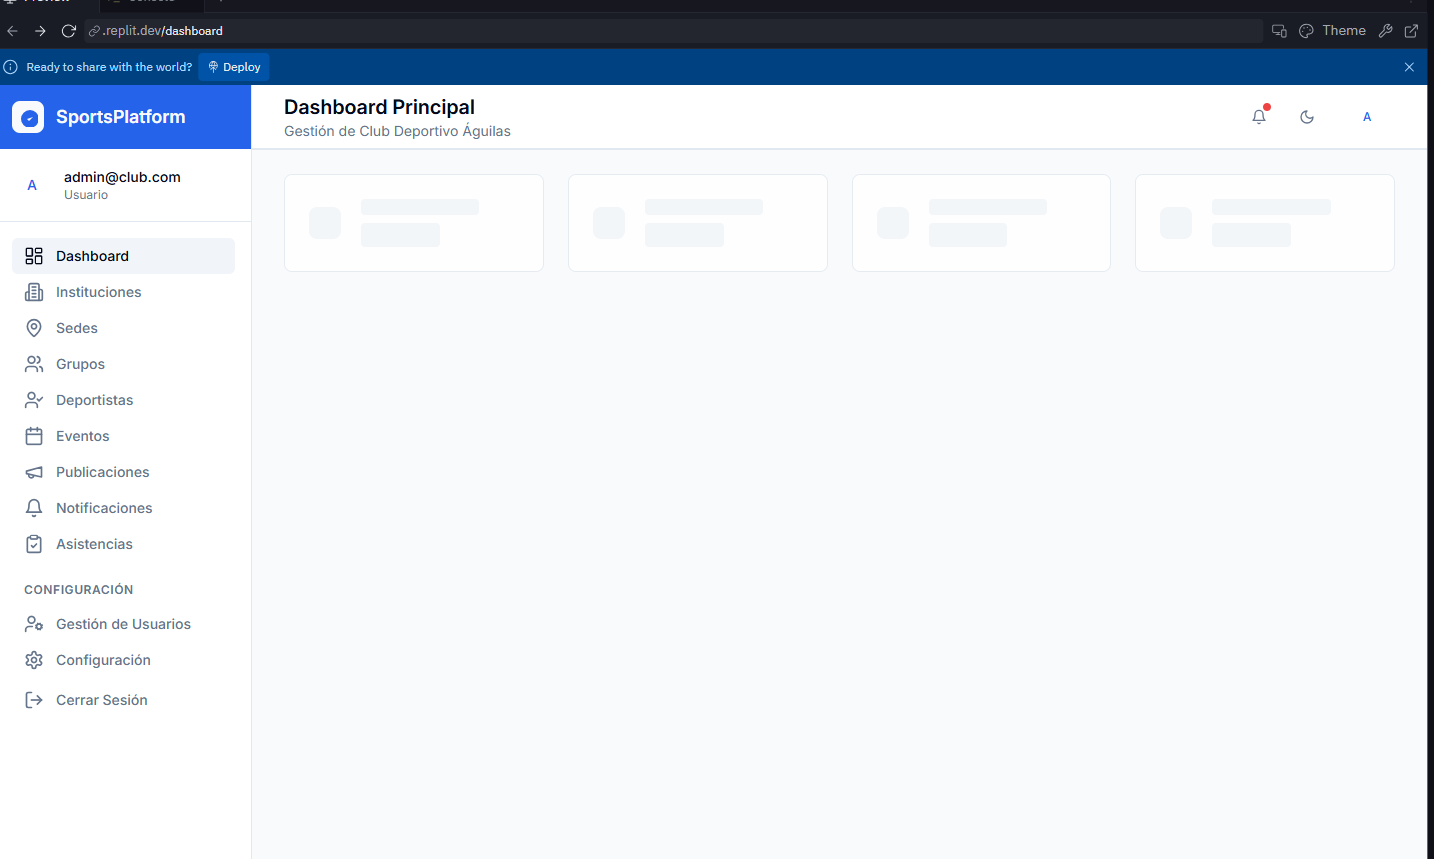 .replit.dev/dashboard
Theme
Ready to share with the world?
Deploy
SportsPlatform
Dashboard Principal
Gestión de Club Deportivo Águilas
A
A
admin@club.com
Usuario
Dashboard
Instituciones
Sedes
Grupos
Deportistas
Eventos
Publicaciones
Notificaciones
Asistencias
CONFIGURACIÓN
Gestión de Usuarios
Configuración
Cerrar Sesión